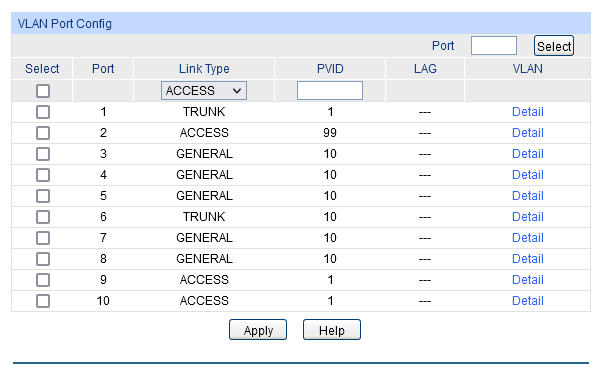 VLAN Port Config
Port Select
Select Port Link Type PVID LAG VLAN
ACCESS
1 TRUNK 1 --- Detail
2 ACCESS 99 --- Detail
3 GENERAL 10 --- Detail
4 GENERAL 10 --- Detail
5 GENERAL 10 --- Detail
6 TRUNK 10 --- Detail
7 GENERAL 10 --- Detail
8 GENERAL 10 --- Detail
9 ACCESS 1 --- Detail
10 ACCESS 1 --- Detail
Apply Help